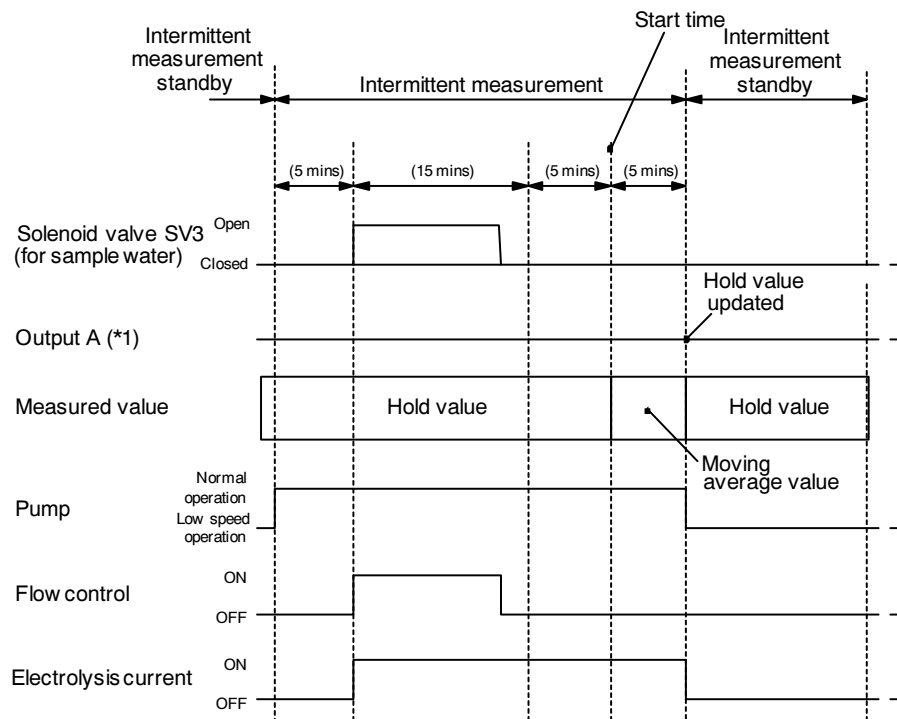 Start time
Intermittent
measurement
standby
Intermittent measurement
Intermittent
measurement
standby
(5 mins)
(15 mins)
(5 mins)
(5 mins)
Solenoid valve SV3
(for sample water)
Open
Closed
Hold value
updated
Output A (*1)
Measured value
Hold value
Hold value
Moving
average value
Pump
Normal
operation
Low speed
operation
Flow control
ON
OFF
Electrolysis current
ON
OFF